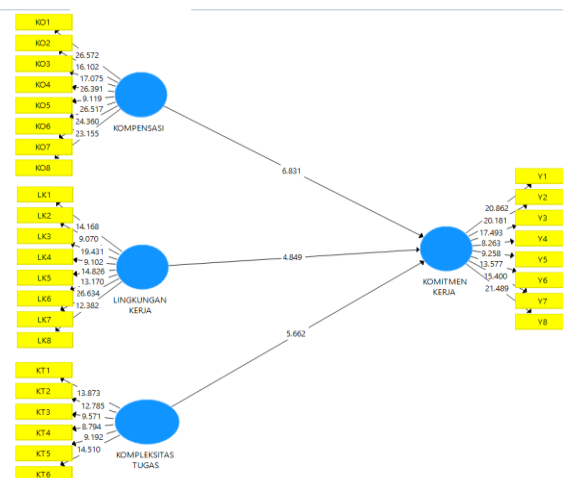 KO1
KO2
KO3
KO4
KO5
KO6
KO7
KO8
26.572
16.102
17.075
26.391
9.119
26.517
24.360
23.155
KOMPENSASI
6.831
LK1
LK2
LK3
LK4
LK5
LK6
LK7
LK8
14.168
9.070
19.431
9.102
14.826
13.170
26.634
12.382
LINGKUNGAN
KERJA
4.849
KT1
KT2
KT3
KT4
KT5
KT6
13.873
12.785
9.571
8.794
9.192
14.510
KOMPLEKSITAS
TUGAS
5.662
KOMITMEN
KERJA
20.862
20.181
17.493
8.263
9.258
13.577
15.400
21.489
Y1
Y2
Y3
Y4
Y5
Y6
Y7
Y8